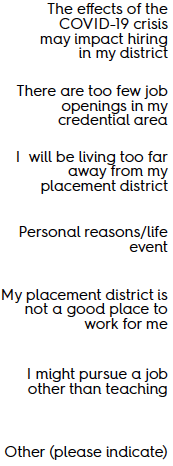 The effects of the
COVID-19 crisis
may impact hiring
in my district
There are too few job
openings in my
credential area
I will be living too far
away from my
placement district
Personal reasons/life
event
My placement district is
not a good place to
work for me
I might pursue a job
other than teaching
Other (please indicate)